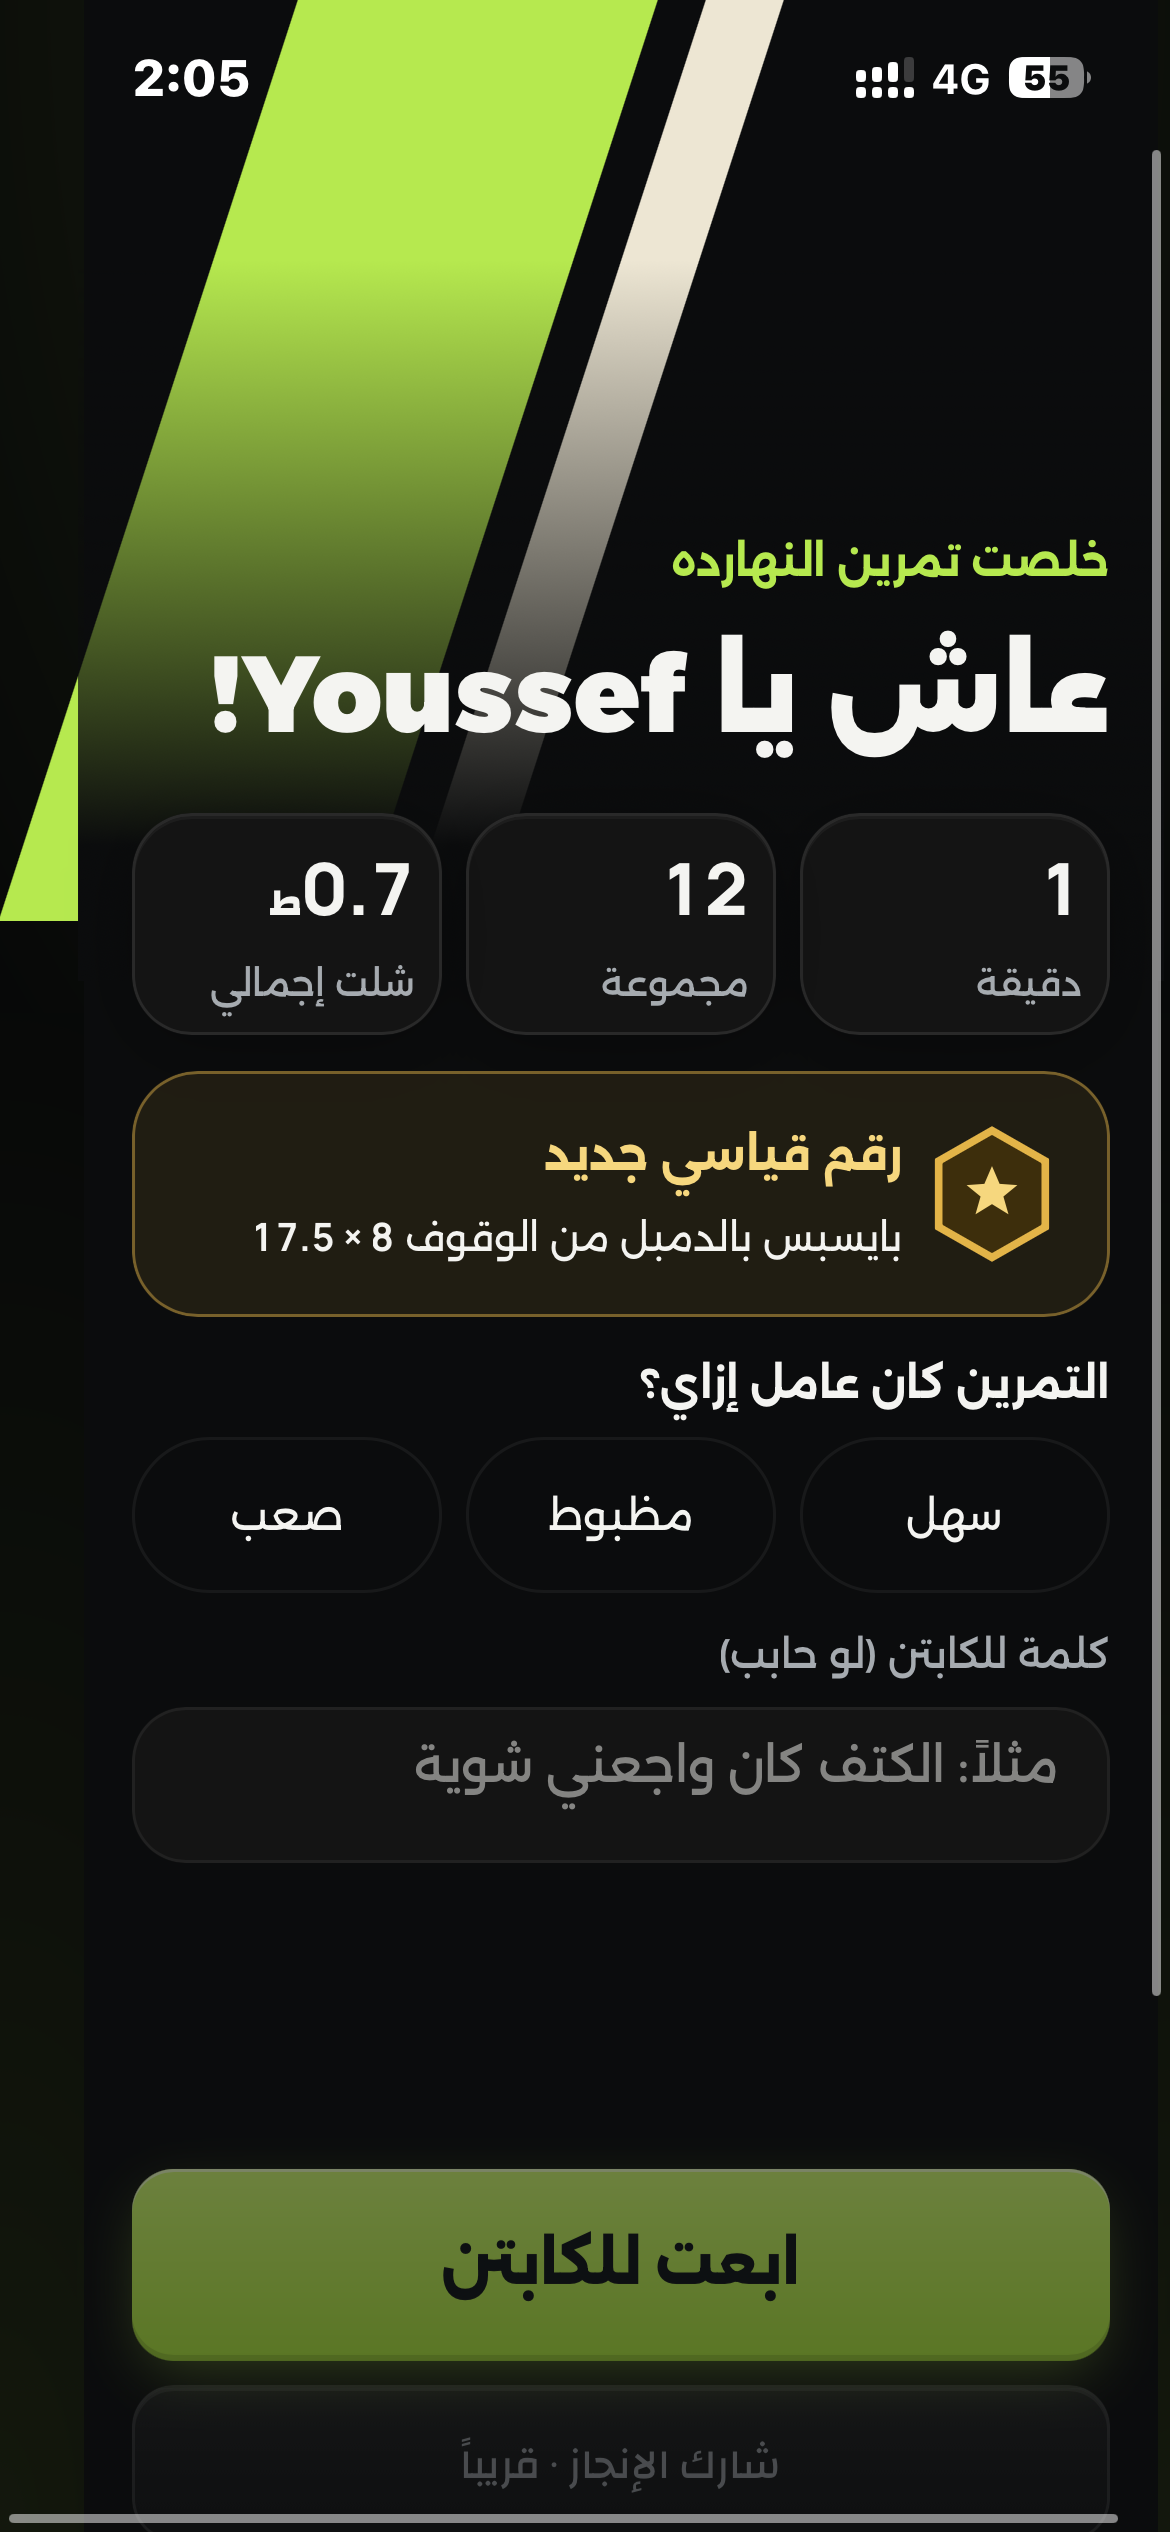 2:05 4G 55
خلصت تمرين النهارده
عاش يا Youssef!
1 12 0.7ط
دقيقة مجموعة شلت إجمالي
رقم قياسي جديد
بايسبس بالدمبل من الوقوف 8 × 17.5
التمرين كان عامل إزاي؟
سهل مظبوط صعب
كلمة للكابتن (لو حابب)
مثلاً: الكتف كان واجعني شوية
ابعت للكابتن
شارك الإنجاز · قريباً